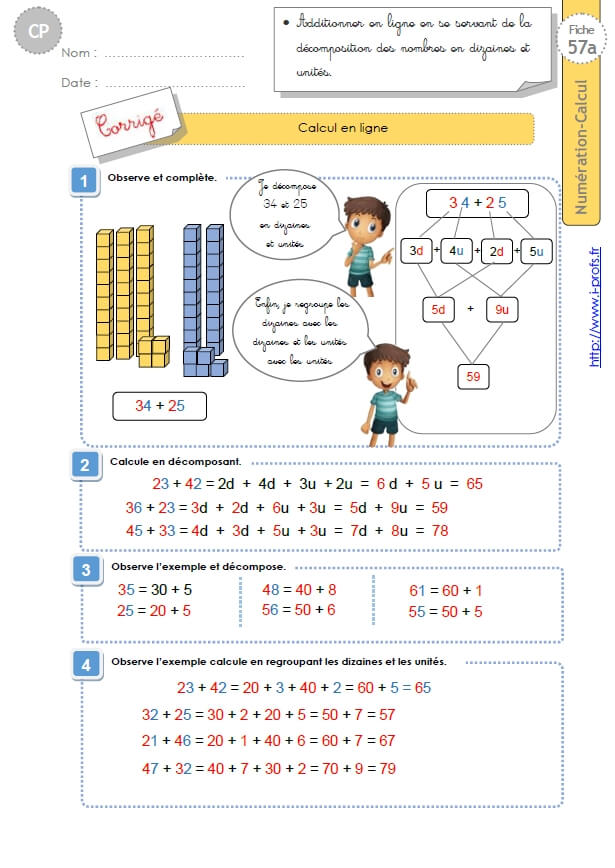 CP
Nom : ................................
Date : ................................
• Additionner en ligne en se servant de la
décomposition des nombres en dizaines et
unités.
Fiche
57a
Numération-Calcul
http://www.i-profs.fr
Corrigé
Calcul en ligne
1 Observe et complète.
Je décompose
34 et 25
en dizaines
et unités
Enfin, je regroupe les
dizaines avec les
dizaines et les unités
avec les unités
34 + 25
3 4 + 2 5
3d + 4u + 2d + 5u
5d + 9u
59
2 Calcule en décomposant.
23 + 42 = 2d + 4d + 3u + 2u = 6 d + 5 u = 65
36 + 23 = 3d + 2d + 6u + 3u = 5d + 9u = 59
45 + 33 = 4d + 3d + 5u + 3u = 7d + 8u = 78
3 Observe l'exemple et décompose.
35 = 30 + 5 48 = 40 + 8 61 = 60 + 1
25 = 20 + 5 56 = 50 + 6 55 = 50 + 5
4 Observe l'exemple calcule en regroupant les dizaines et les unités.
23 + 42 = 20 + 3 + 40 + 2 = 60 + 5 = 65
32 + 25 = 30 + 2 + 20 + 5 = 50 + 7 = 57
21 + 46 = 20 + 1 + 40 + 6 = 60 + 7 = 67
47 + 32 = 40 + 7 + 30 + 2 = 70 + 9 = 79